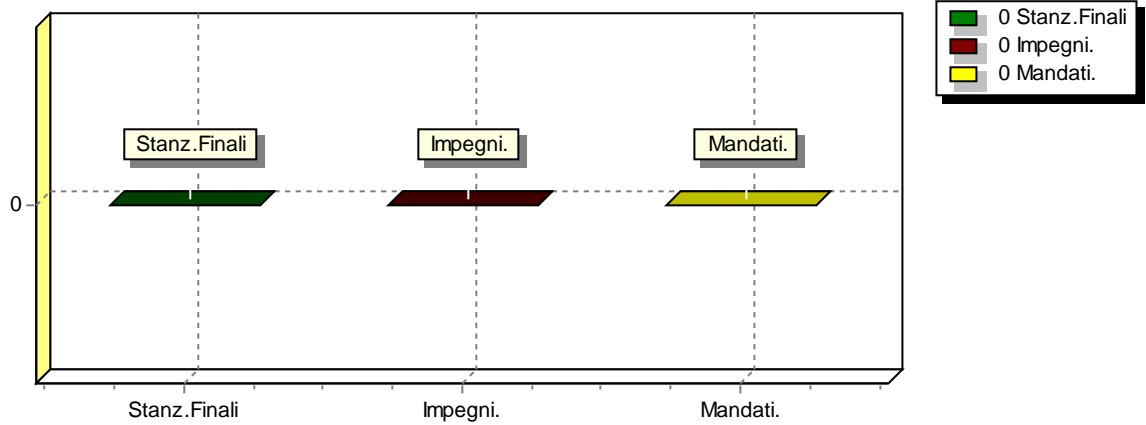 0 Stanz.Finali
0 Impegni.
0 Mandati.
Stanz.Finali Impegni. Mandati.
0
Stanz.Finali Impegni. Mandati.